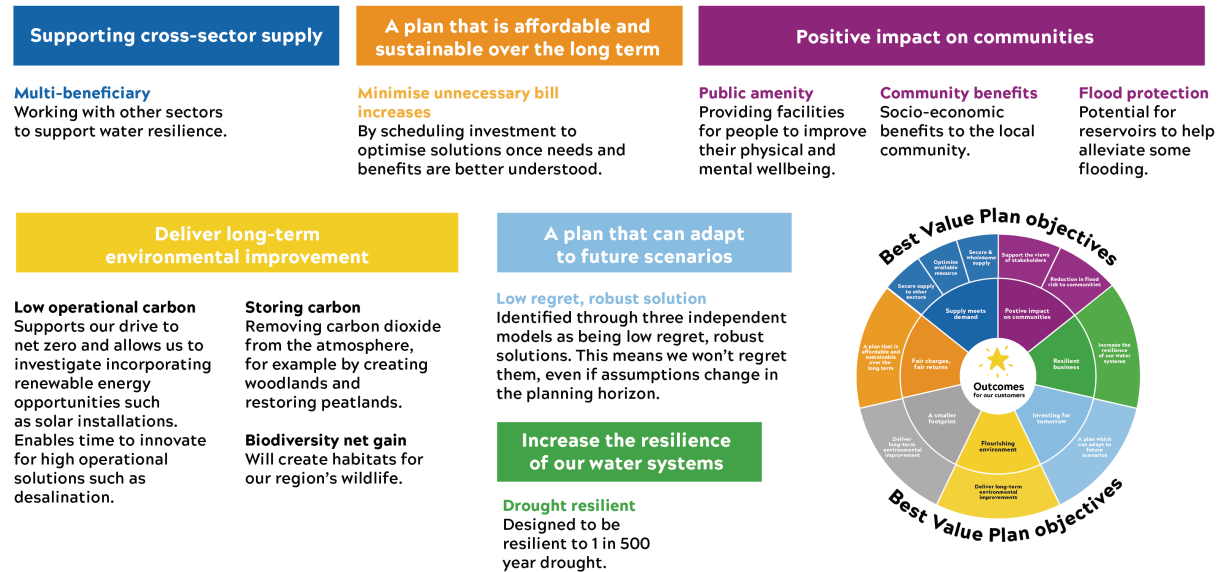 Supporting cross-sector supply
A plan that is affordable and
sustainable over the long term
Positive impact on communities
Multi-beneficiary
Working with other sectors
to support water resilience.
Minimise unnecessary bill
increases
By scheduling investment to
optimise solutions once needs and
benefits are better understood.
Public amenity
Providing facilities
for people to improve
their physical and
mental wellbeing.
Community benefits
Socio-economic
benefits to the local
community.
Flood protection
Potential for
reservoirs to help
alleviate some
flooding.
Deliver long-term
environmental improvement
Low operational carbon
Supports our drive to
net zero and allows us to
investigate incorporating
renewable energy
opportunities such
as solar installations.
Enables time to innovate
for high operational
solutions such as
desalination.
Storing carbon
Removing carbon dioxide
from the atmosphere,
for example by creating
woodlands and
restoring peatlands.
Biodiversity net gain
Will create habitats for
our region's wildlife.
A plan that can adapt
to future scenarios
Low regret, robust solution
Identified through three independent
models as being low regret, robust
solutions. This means we won't regret
them, even if assumptions change in
the planning horizon.
Increase the resilience
of our water systems
Drought resilient
Designed to be
resilient to 1 in 500
year drought.
Best Value Plan objectives
Secure supply
to other
sectors
Optimise
available
resource
Secure &
wholesome
supply
Support the views
of stakeholders
Reduction in flood
risk to communities
Supply meets
demand
Postive impact
on communities
A plan that is
affordable and
sustainable
over the
long term
Fair charges,
fair returns
Outcomes
for our customers
Resilient
business
Increase the
resilience
of our water
systems
A smaller
footprint
Investing for
tomorrow
Deliver
long-term
environmental
improvement
Flourishing
environment
A plan which
can adapt to
future
scenarios
Deliver long-term
environmental
improvements
Best Value Plan objectives